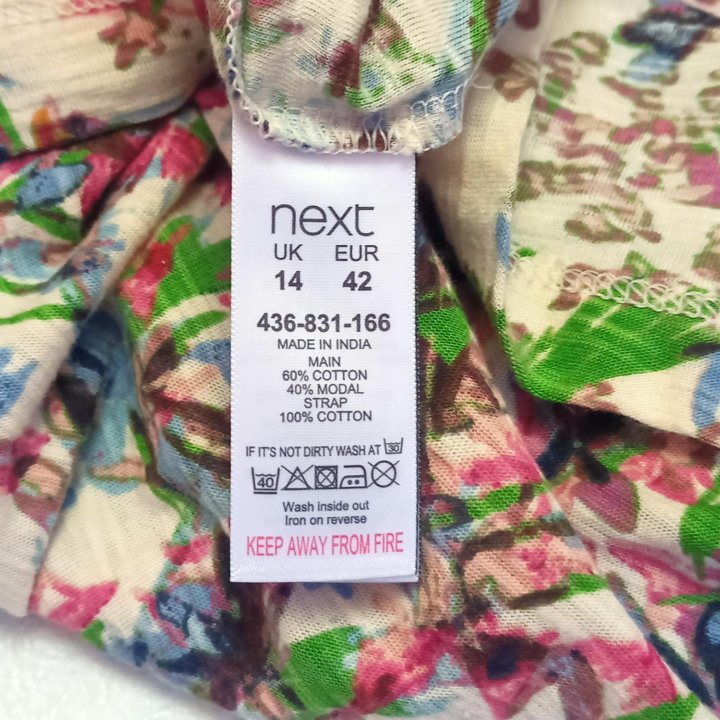 next
UK EUR
14 42
436-831-166
MADE IN INDIA
MAIN
60% COTTON
40% MODAL
STRAP
100% COTTON
IF IT'S NOT DIRTY WASH AT 30
40
Wash inside out
Iron on reverse
KEEP AWAY FROM FIRE